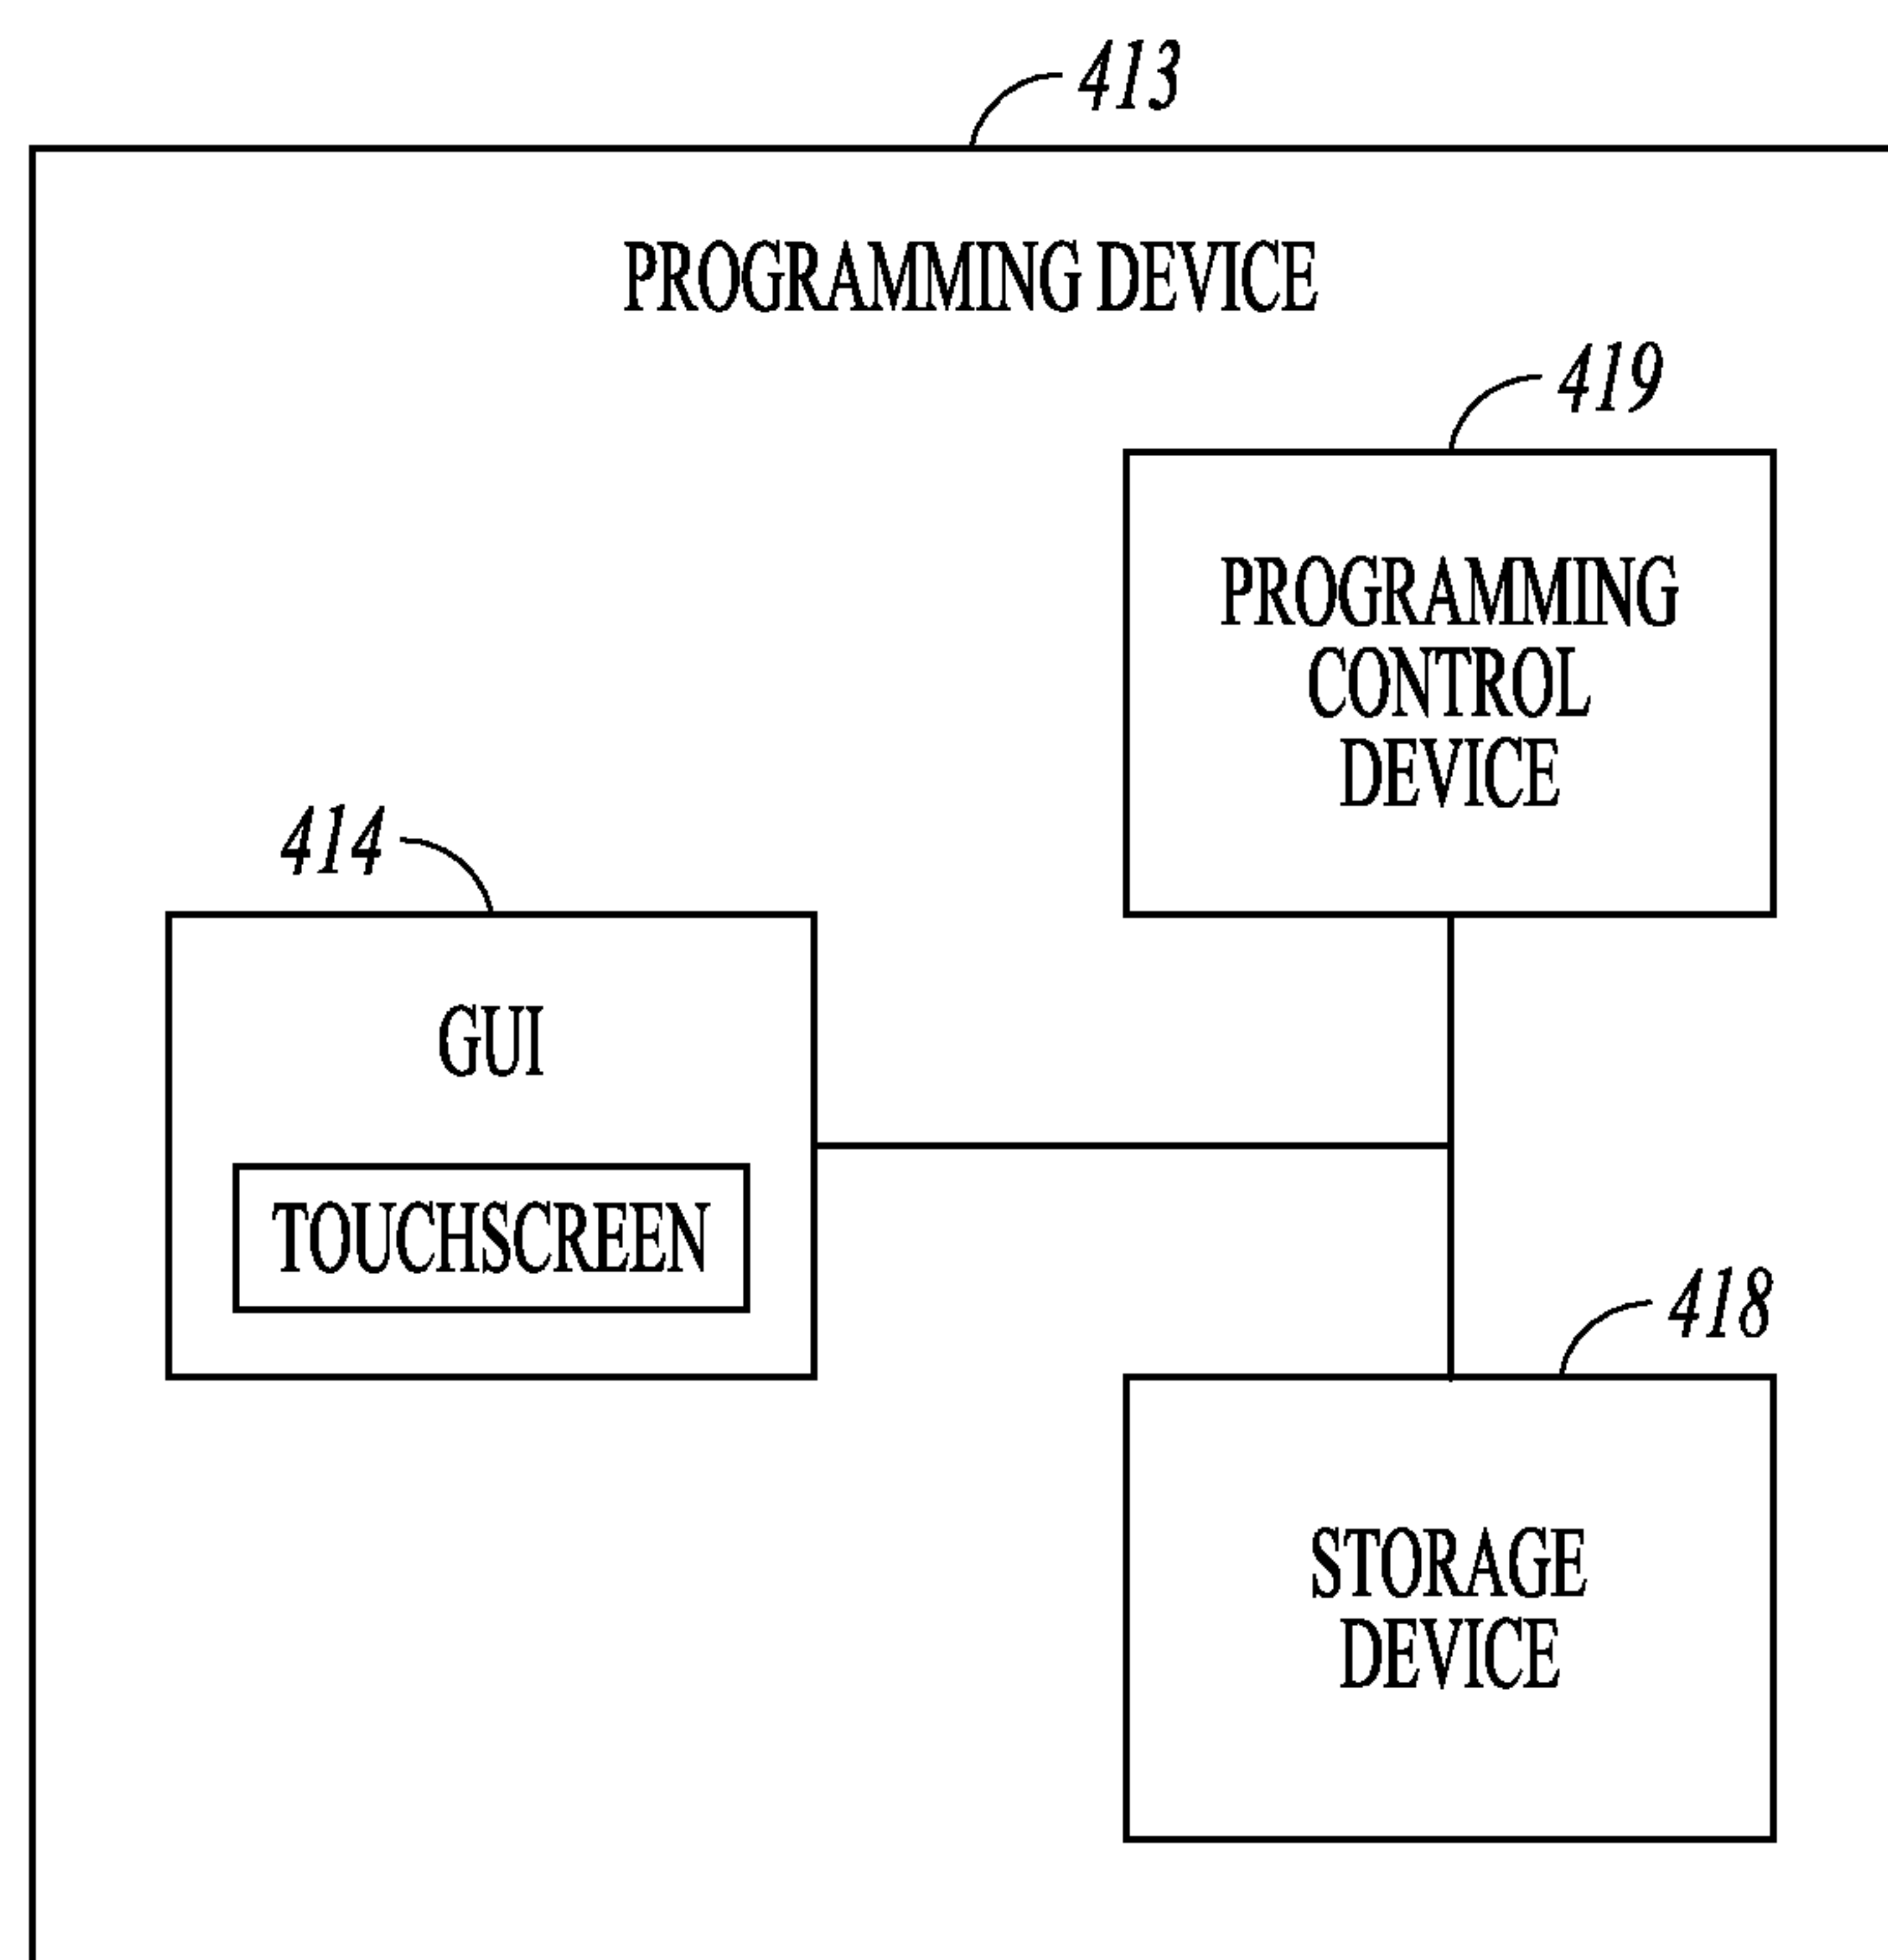 413
PROGRAMMING DEVICE
419
PROGRAMMING
CONTROL
DEVICE
414
GUI
TOUCHSCREEN
418
STORAGE
DEVICE